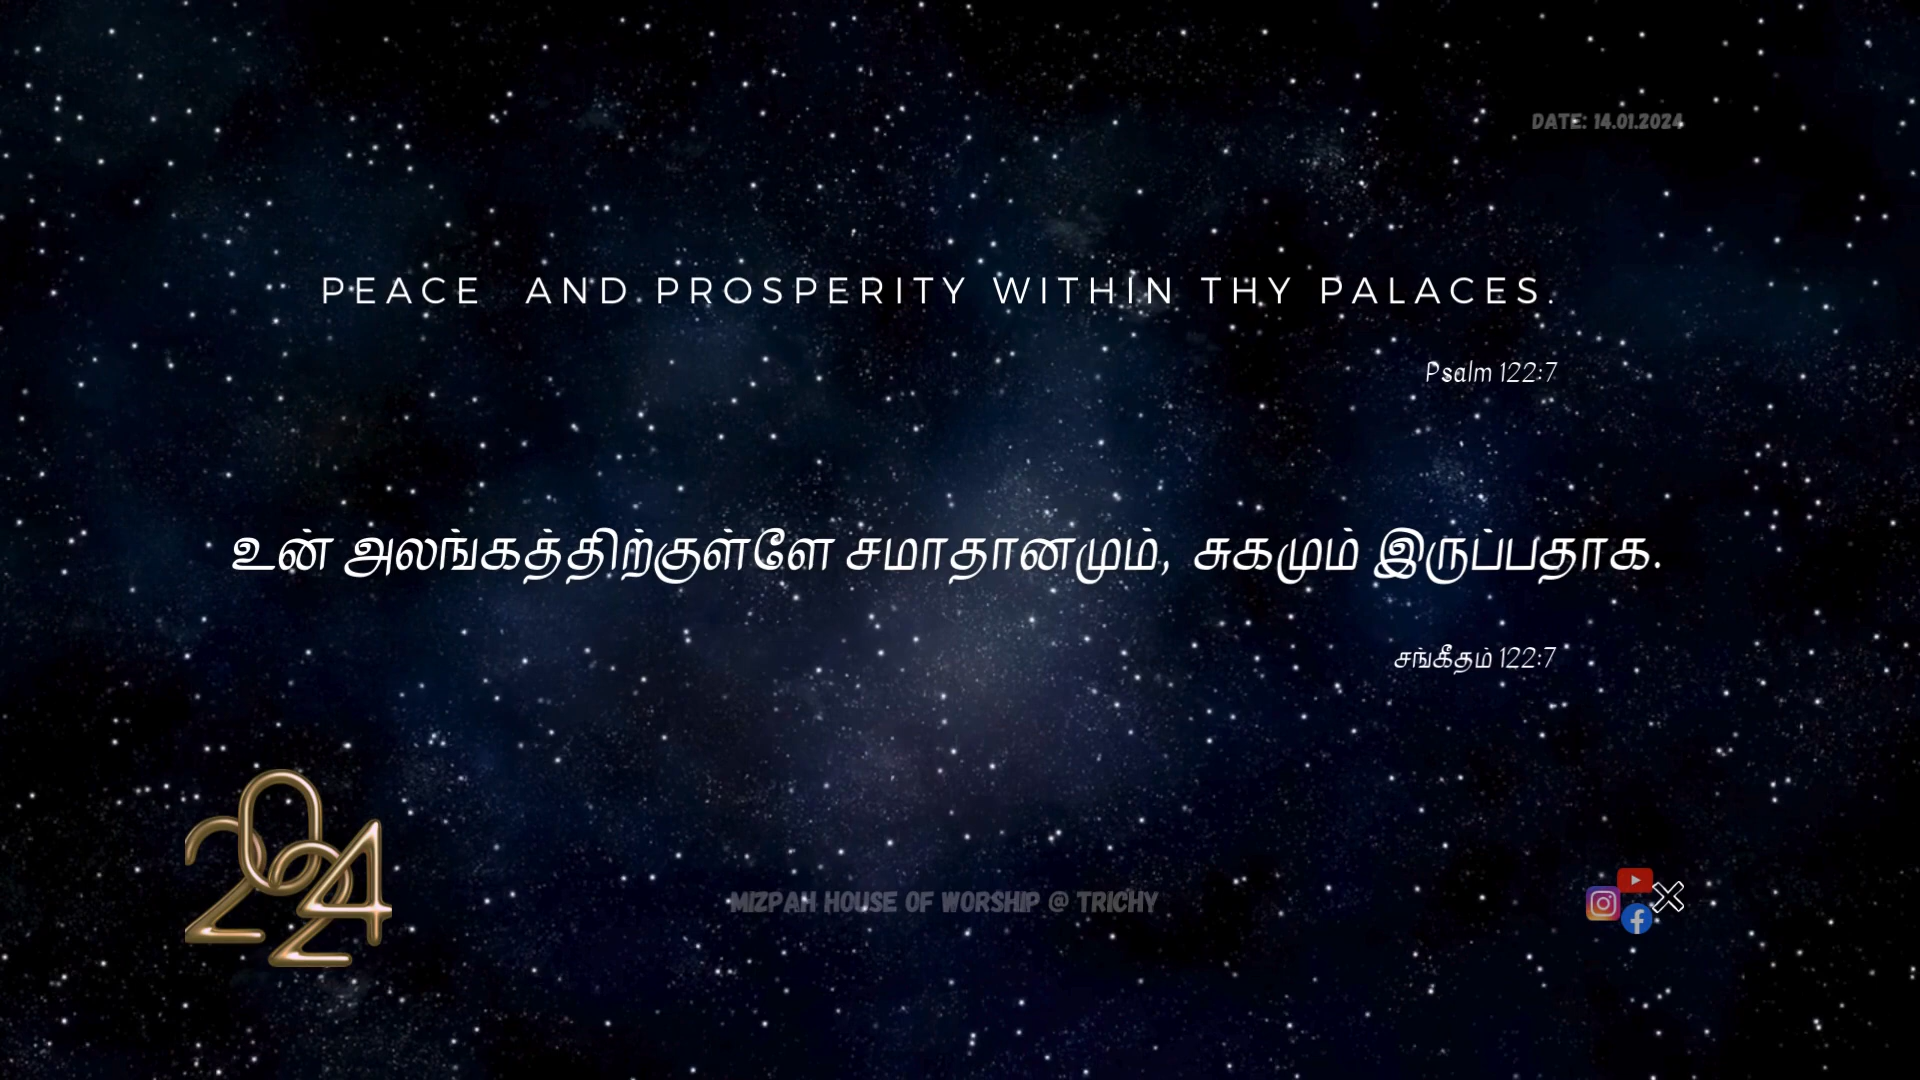 DATE: 14.01.2024
PEACE AND PROSPERITY WITHIN THY PALACES.
Psalm 122:7
உன் அலங்கத்திற்குள்ளே சமாதானமும், சுகமும் இருப்பதாக.
சங்கீதம் 122:7
2024
MIZPAH HOUSE OF WORSHIP @ TRICHY